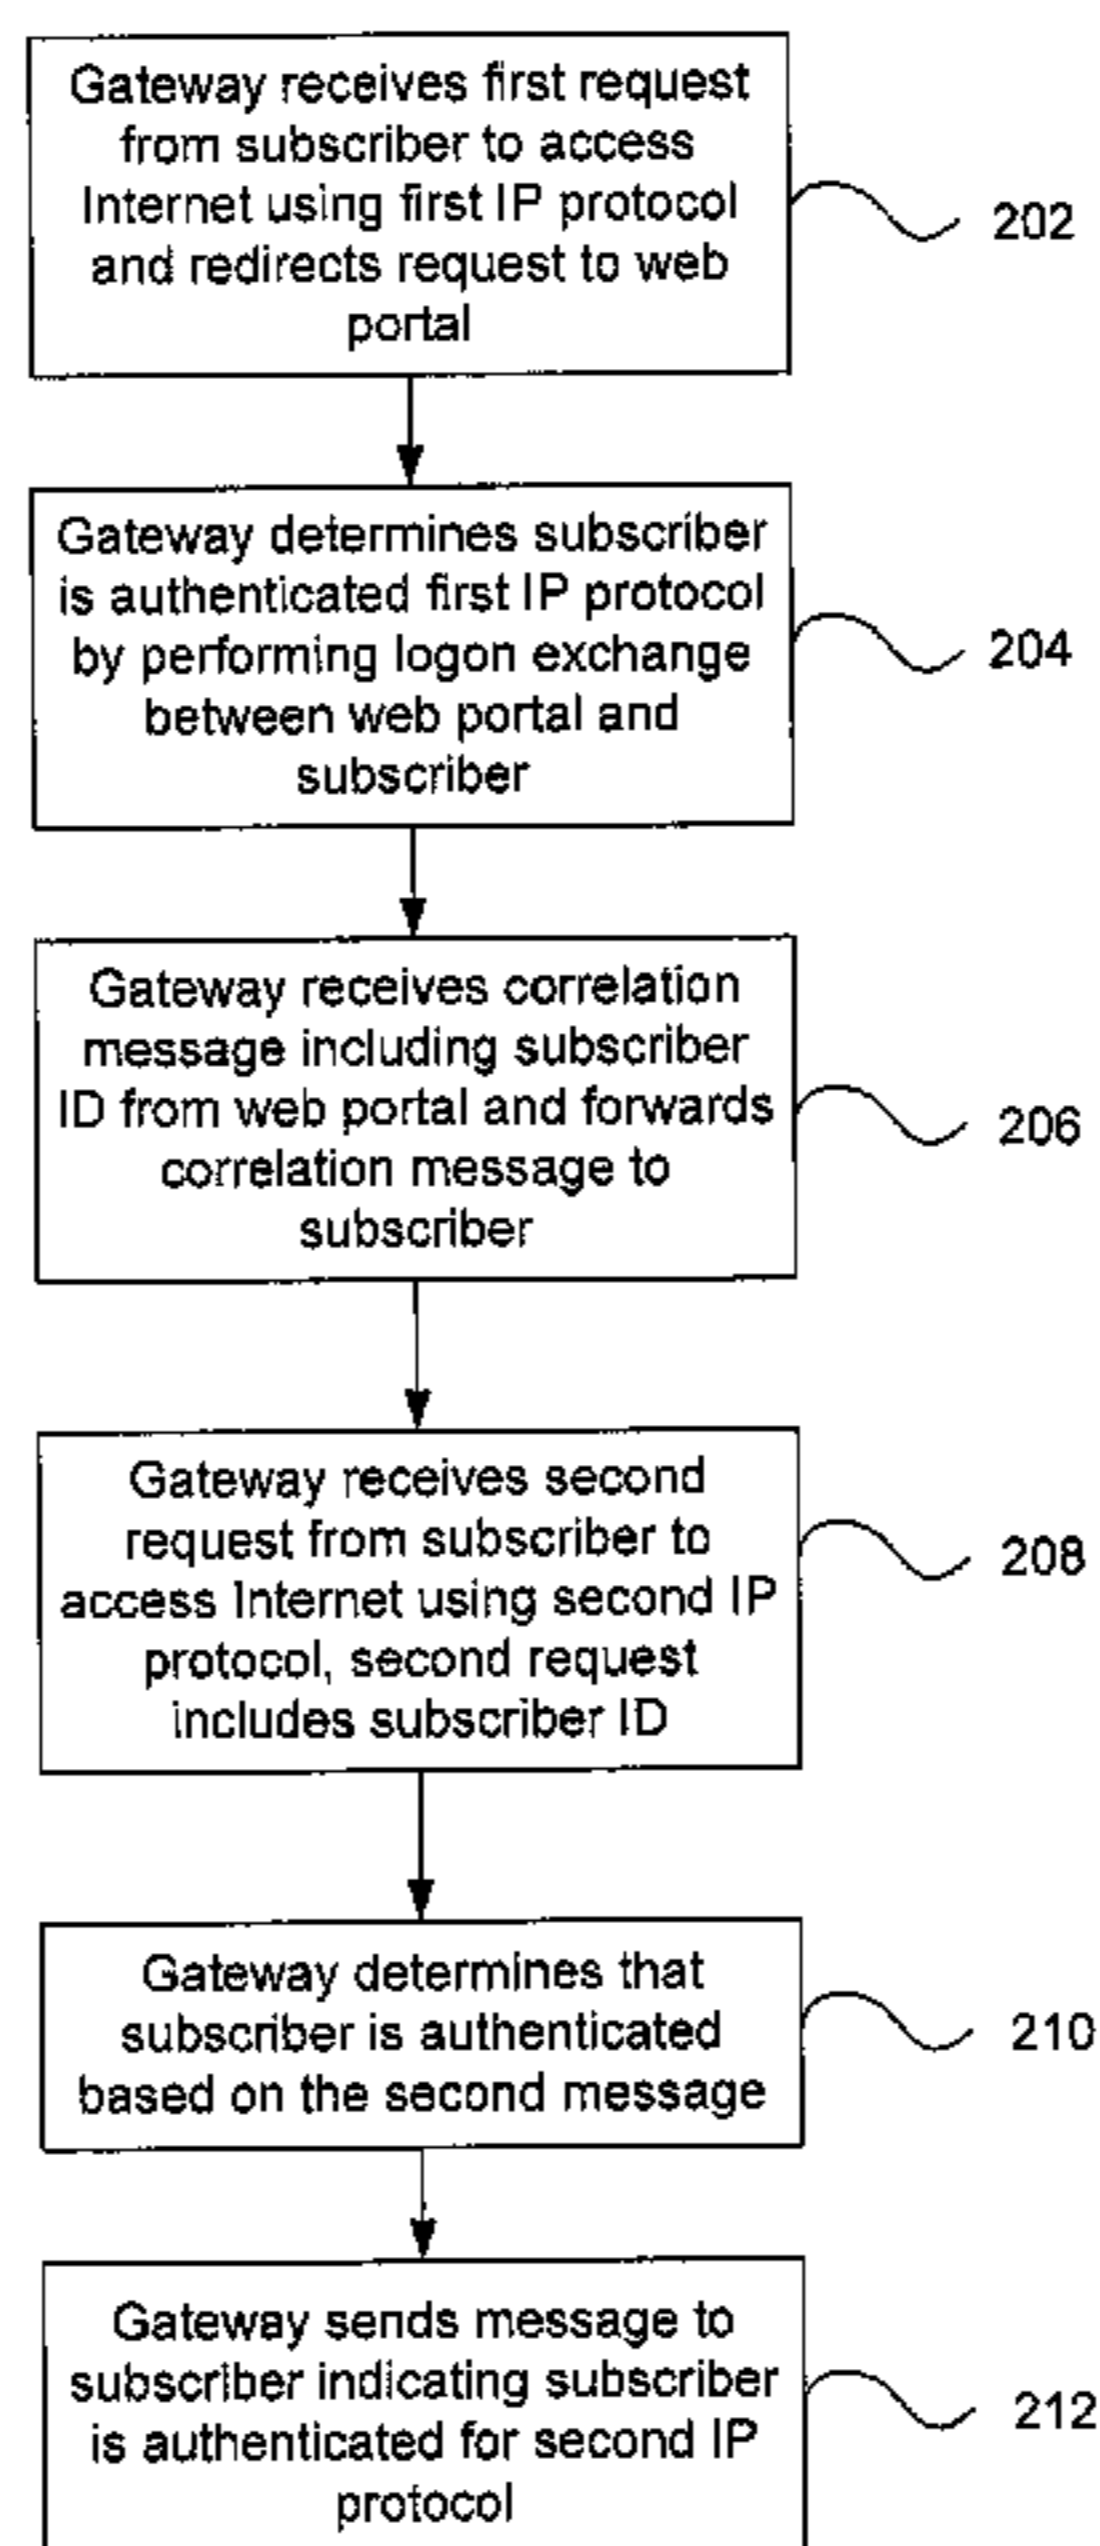 Gateway receives first request
from subscriber to access
Internet using first IP protocol
and redirects request to web
portal
202
Gateway determines subscriber
is authenticated first IP protocol
by performing logon exchange
between web portal and
subscriber
204
Gateway receives correlation
message including subscriber
ID from web portal and forwards
correlation message to
subscriber
206
Gateway receives second
request from subscriber to
access Internet using second IP
protocol, second request
includes subscriber ID
208
Gateway determines that
subscriber is authenticated
based on the second message
210
Gateway sends message to
subscriber indicating subscriber
is authenticated for second IP
protocol
212